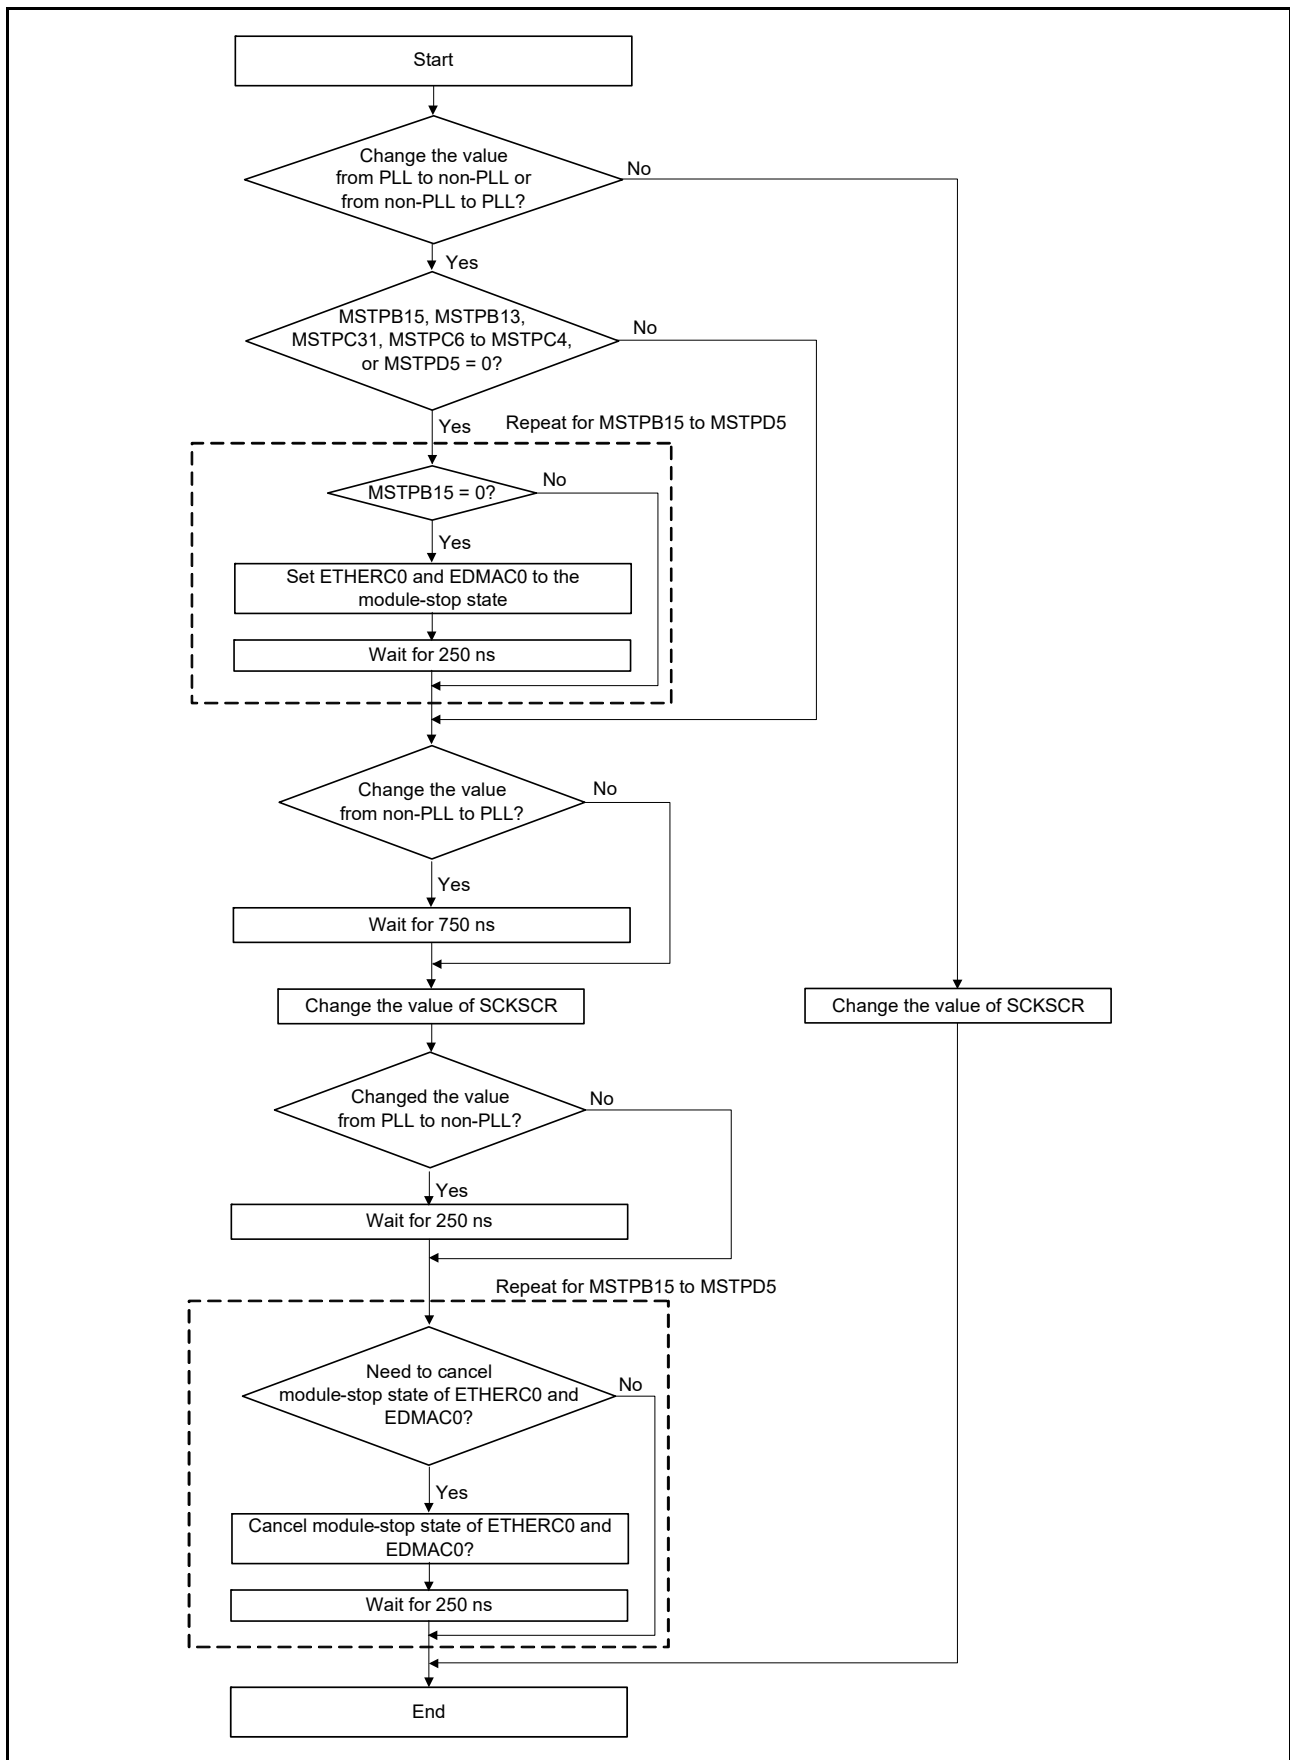 Start
Change the value
from PLL to non-PLL or
from non-PLL to PLL?
No
Yes
MSTPB15, MSTPB13,
MSTPC31, MSTPC6 to MSTPC4,
or MSTPD5 = 0?
No
Yes
Repeat for MSTPB15 to MSTPD5
MSTPB15 = 0?
No
Yes
Set ETHERC0 and EDMAC0 to the
module-stop state
Wait for 250 ns
Change the value
from non-PLL to PLL?
No
Yes
Wait for 750 ns
Change the value of SCKSCR
Change the value of SCKSCR
Changed the value
from PLL to non-PLL?
No
Yes
Wait for 250 ns
Repeat for MSTPB15 to MSTPD5
Need to cancel
module-stop state of ETHERC0 and
EDMAC0?
No
Yes
Cancel module-stop state of ETHERC0 and
EDMAC0?
Wait for 250 ns
End